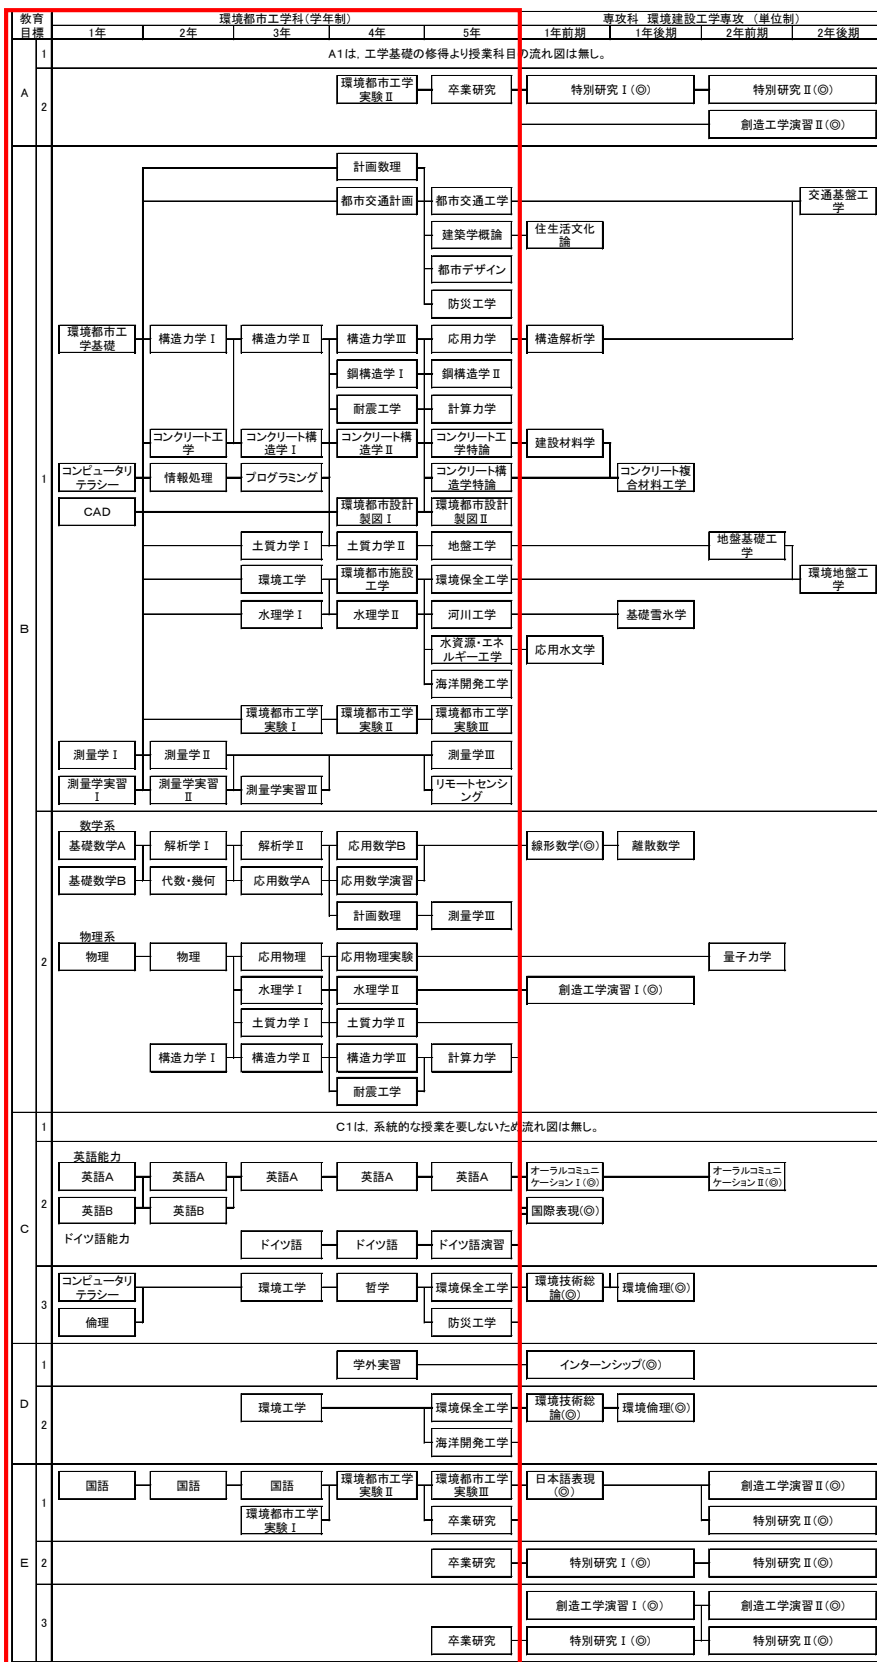 教育 環境都市工学科(学年制) 専攻科 環境建設工学専攻 (単位制)
目標 1年 2年 3年 4年 5年 1年前期 1年後期 2年前期 2年後期
A
1 A1は，工学基礎の修得より授業科目の流れ図は無し。
2
環境都市工学
実験Ⅱ
卒業研究
特別研究Ⅰ(◎)
特別研究Ⅱ(◎)
創造工学演習Ⅱ(◎)
B
1
計画数理
都市交通計画
都市交通工学
交通基盤工
学
建築学概論
住生活文化
論
都市デザイン
防災工学
環境都市工
学基礎
構造力学Ⅰ
構造力学Ⅱ
構造力学Ⅲ
応用力学
構造解析学
鋼構造学Ⅰ
鋼構造学Ⅱ
耐震工学
計算力学
コンクリート工
学
コンクリート構
造学Ⅰ
コンクリート構
造学Ⅱ
コンクリート工
学特論
建設材料学
コンピュータリ
テラシー
情報処理
プログラミング
コンクリート構
造学特論
コンクリート複
合材料工学
CAD
環境都市設計
製図Ⅰ
環境都市設計
製図Ⅱ
土質力学Ⅰ
土質力学Ⅱ
地盤工学
地盤基礎工
学
環境工学
環境都市施設
工学
環境保全工学
環境地盤工
学
水理学Ⅰ
水理学Ⅱ
河川工学
基礎雪氷学
水資源・エネ
ルギー工学
応用水文学
海洋開発工学
環境都市工学
実験Ⅰ
環境都市工学
実験Ⅱ
環境都市工学
実験Ⅲ
測量学Ⅰ
測量学Ⅱ
測量学Ⅲ
測量学実習
Ⅰ
測量学実習
Ⅱ
測量学実習Ⅲ
リモートセンシ
ング
2
数学系
基礎数学A
解析学Ⅰ
解析学Ⅱ
応用数学B
線形数学(◎)
離散数学
基礎数学B
代数・幾何
応用数学A
応用数学演習
計画数理
測量学Ⅲ
物理系
物理
物理
応用物理
応用物理実験
量子力学
水理学Ⅰ
水理学Ⅱ
創造工学演習Ⅰ(◎)
土質力学Ⅰ
土質力学Ⅱ
構造力学Ⅰ
構造力学Ⅱ
構造力学Ⅲ
計算力学
耐震工学
C
1 C1は，系統的な授業を要しないため流れ図は無し。
2
英語能力
英語A
英語A
英語A
英語A
英語A
オーラルコミュニ
ケーションⅠ(◎)
オーラルコミュニ
ケーションⅡ(◎)
英語B
英語B
国際表現(◎)
ドイツ語能力
ドイツ語
ドイツ語
ドイツ語演習
3
コンピュータリ
テラシー
環境工学
哲学
環境保全工学
環境技術総
論(◎)
環境倫理(◎)
倫理
防災工学
D
1
学外実習
インターンシップ(◎)
2
環境工学
環境保全工学
環境技術総
論(◎)
環境倫理(◎)
海洋開発工学
E
1
国語
国語
国語
環境都市工学
実験Ⅱ
環境都市工学
実験Ⅲ
日本語表現
(◎)
創造工学演習Ⅱ(◎)
環境都市工学
実験Ⅰ
卒業研究
特別研究Ⅱ(◎)
2
卒業研究
特別研究Ⅰ(◎)
特別研究Ⅱ(◎)
3
創造工学演習Ⅰ(◎)
創造工学演習Ⅱ(◎)
卒業研究
特別研究Ⅰ(◎)
特別研究Ⅱ(◎)